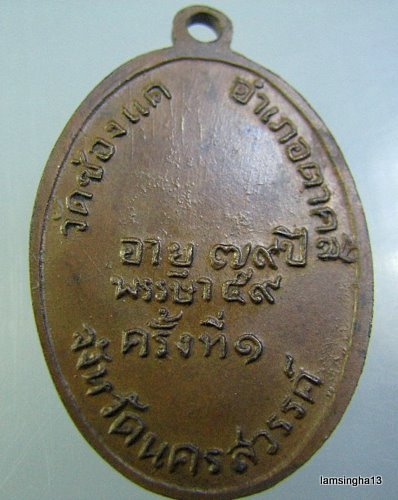 วัดช่องแค อำเภอตาคลี
อายุ ๗๙ ปี
พรรษา ๕๙
ครั้งที่ ๑
จังหวัดนครสวรรค์
Iamsingha13